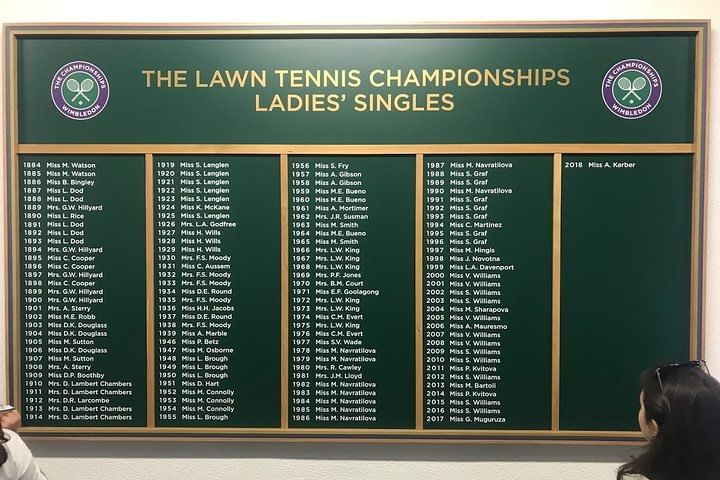 THE CHAMPIONSHIPS
WIMBLEDON
THE LAWN TENNIS CHAMPIONSHIPS
LADIES' SINGLES
THE CHAMPIONSHIPS
WIMBLEDON
1884 Miss M. Watson
1885 Miss M. Watson
1886 Miss B. Bingley
1887 Miss L. Dod
1888 Miss L. Dod
1889 Mrs. G.W. Hillyard
1890 Miss L. Rice
1891 Miss L. Dod
1892 Miss L. Dod
1893 Miss L. Dod
1894 Mrs. G.W. Hillyard
1895 Miss C. Cooper
1896 Miss C. Cooper
1897 Mrs. G.W. Hillyard
1898 Miss C. Cooper
1899 Mrs. G.W. Hillyard
1900 Mrs. G.W. Hillyard
1901 Mrs. A. Sterry
1902 Miss M.E. Robb
1903 Miss D.K. Douglass
1904 Miss D.K. Douglass
1905 Miss M. Sutton
1906 Miss D.K. Douglass
1907 Miss M. Sutton
1908 Mrs. A. Sterry
1909 Miss D.P. Boothby
1910 Mrs. D. Lambert Chambers
1911 Mrs. D. Lambert Chambers
1912 Mrs. D.R. Larcombe
1913 Mrs. D. Lambert Chambers
1914 Mrs. D. Lambert Chambers
1919 Miss S. Lenglen
1920 Miss S. Lenglen
1921 Miss S. Lenglen
1922 Miss S. Lenglen
1923 Miss S. Lenglen
1924 Miss K. McKane
1925 Miss S. Lenglen
1926 Mrs. L.A. Godfree
1927 Miss H. Wills
1928 Miss H. Wills
1929 Miss H. Wills
1930 Mrs. F.S. Moody
1931 Miss C. Aussem
1932 Mrs. F.S. Moody
1933 Mrs. F.S. Moody
1934 Miss D.E. Round
1935 Mrs. F.S. Moody
1936 Miss H.H. Jacobs
1937 Miss D.E. Round
1938 Mrs. F.S. Moody
1939 Miss A. Marble
1946 Miss P. Betz
1947 Miss M. Osborne
1948 Miss L. Brough
1949 Miss L. Brough
1950 Miss L. Brough
1951 Miss D. Hart
1952 Miss M. Connolly
1953 Miss M. Connolly
1954 Miss M. Connolly
1955 Miss L. Brough
1956 Miss S. Fry
1957 Miss A. Gibson
1958 Miss A. Gibson
1959 Miss M.E. Bueno
1960 Miss M.E. Bueno
1961 Miss A. Mortimer
1962 Mrs. J.R. Susman
1963 Miss M. Smith
1964 Miss M.E. Bueno
1965 Miss M. Smith
1966 Mrs. L.W. King
1967 Mrs. L.W. King
1968 Mrs. L.W. King
1969 Mrs. P.F. Jones
1970 Mrs. B.M. Court
1971 Miss E.F. Goolagong
1972 Mrs. L.W. King
1973 Mrs. L.W. King
1974 Miss C.M. Evert
1975 Mrs. L.W. King
1976 Miss C.M. Evert
1977 Miss S.V. Wade
1978 Miss M. Navratilova
1979 Miss M. Navratilova
1980 Mrs. R. Cawley
1981 Mrs. J.M. Lloyd
1982 Miss M. Navratilova
1983 Miss M. Navratilova
1984 Miss M. Navratilova
1985 Miss M. Navratilova
1986 Miss M. Navratilova
1987 Miss M. Navratilova
1988 Miss S. Graf
1989 Miss S. Graf
1990 Miss M. Navratilova
1991 Miss S. Graf
1992 Miss S. Graf
1993 Miss S. Graf
1994 Miss C. Martinez
1995 Miss S. Graf
1996 Miss S. Graf
1997 Miss M. Hingis
1998 Miss J. Novotna
1999 Miss L.A. Davenport
2000 Miss V. Williams
2001 Miss V. Williams
2002 Miss S. Williams
2003 Miss S. Williams
2004 Miss M. Sharapova
2005 Miss V. Williams
2006 Miss A. Mauresmo
2007 Miss V. Williams
2008 Miss V. Williams
2009 Miss S. Williams
2010 Miss S. Williams
2011 Miss P. Kvitova
2012 Miss S. Williams
2013 Miss M. Bartoli
2014 Miss P. Kvitova
2015 Miss S. Williams
2016 Miss S. Williams
2017 Miss G. Muguruza
2018 Miss A. Kerber